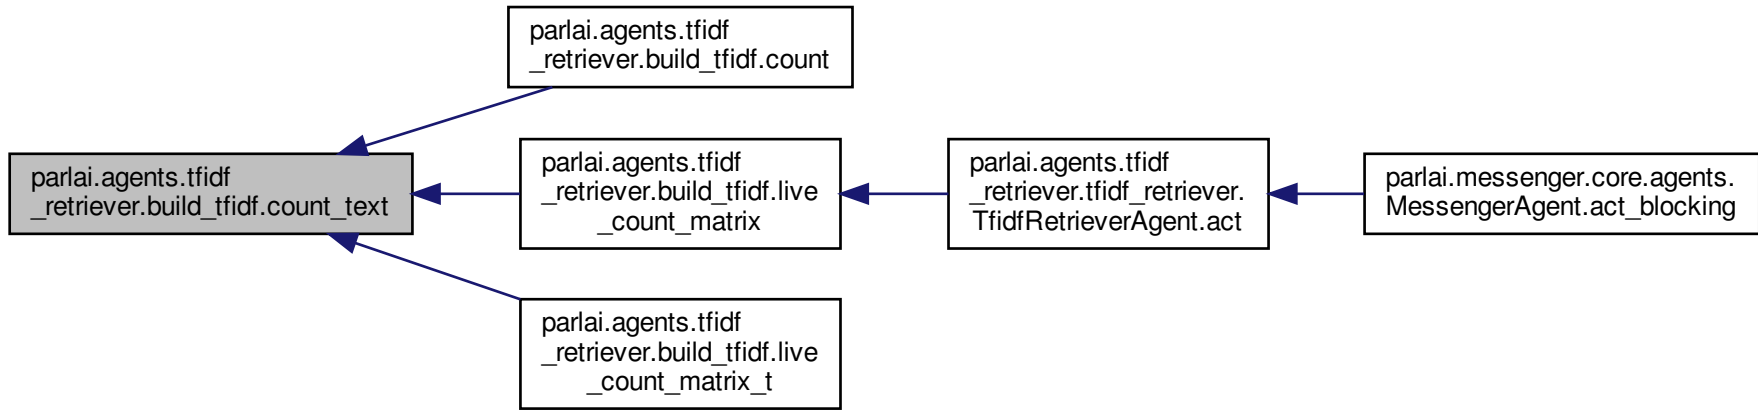 parlai.agents.tfidf
_retriever.build_tfidf.count
parlai.agents.tfidf
_retriever.build_tfidf.count_text
parlai.agents.tfidf
_retriever.build_tfidf.live
_count_matrix
parlai.agents.tfidf
_retriever.tfidf_retriever.
TfidfRetrieverAgent.act
parlai.messenger.core.agents.
MessengerAgent.act_blocking
parlai.agents.tfidf
_retriever.build_tfidf.live
_count_matrix_t